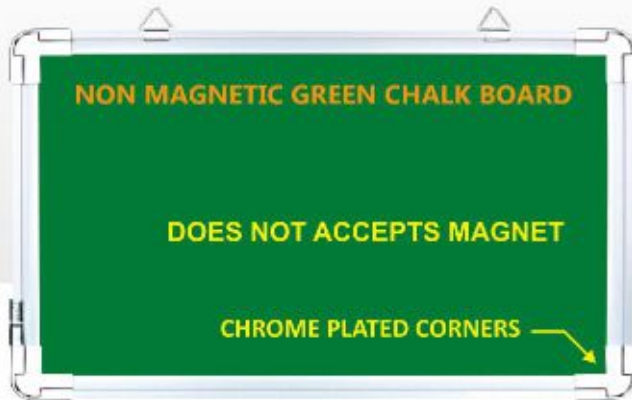 NON MAGNETIC GREEN CHALK BOARD
DOES NOT ACCEPTS MAGNET
CHROME PLATED CORNERS